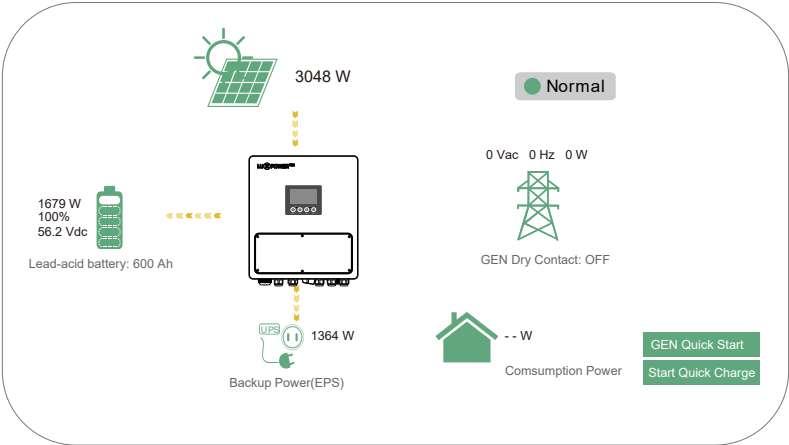 3048 W
Normal
0 Vac 0 Hz 0 W
LUXPOWER
1679 W
100%
56.2 Vdc
Lead-acid battery: 600 Ah
GEN Dry Contact: OFF
UPS
1364 W
Backup Power(EPS)
- - W
Comsumption Power
GEN Quick Start
Start Quick Charge